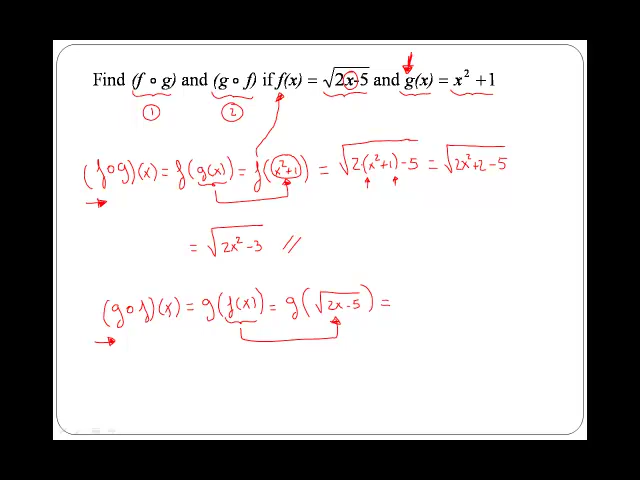 Find (f ∘ g) and (g ∘ f) if f(x) = √(2x-5) and g(x) = x² + 1
1 2
(f∘g)(x) = f(g(x)) = f(x²+1) = √(2(x²+1)-5) = √(2x²+2-5)
= √(2x²-3) //
(g∘f)(x) = g(f(x)) = g(√(2x-5)) =